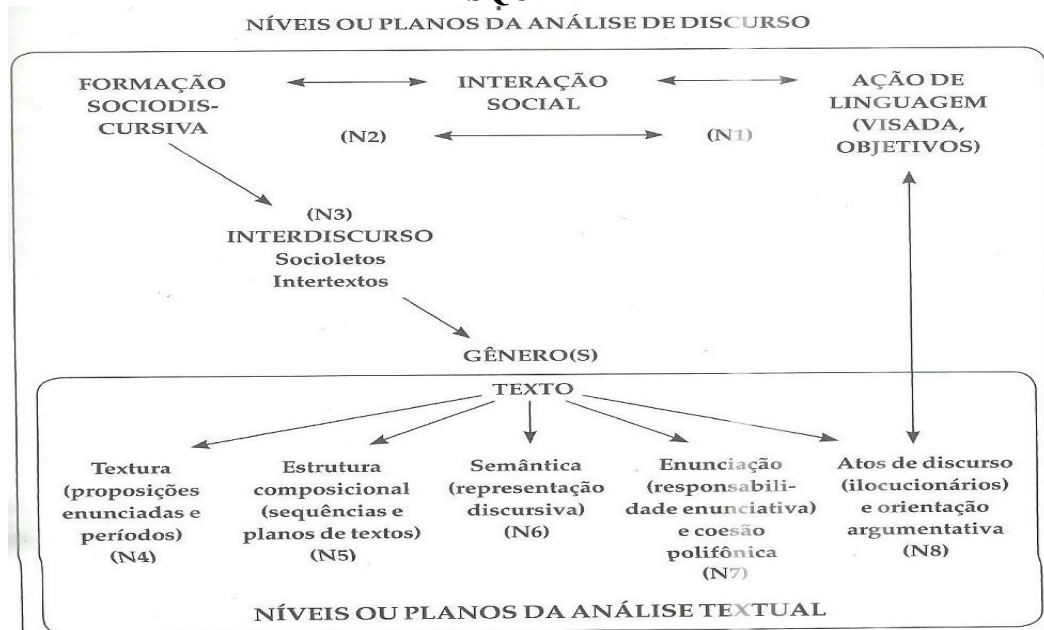 NÍVEIS OU PLANOS DA ANÁLISE DE DISCURSO
FORMAÇÃO
SOCIODIS-
CURSIVA
INTERAÇÃO
SOCIAL
AÇÃO DE
LINGUAGEM
(VISADA,
OBJETIVOS)
(N2)
(N1)
(N3)
INTERDISCURSO
Socioletos
Intertextos
GÊNERO(S)
TEXTO
Textura
(proposições
enunciadas e
períodos)
(N4)
Estrutura
composicional
(sequências e
planos de textos)
(N5)
Semântica
(representação
discursiva)
(N6)
Enunciação
(responsabili-
dade enunciativa)
e coesão
polifônica
(N7)
Atos de discurso
(ilocucionários)
e orientação
argumentativa
(N8)
NÍVEIS OU PLANOS DA ANÁLISE TEXTUAL